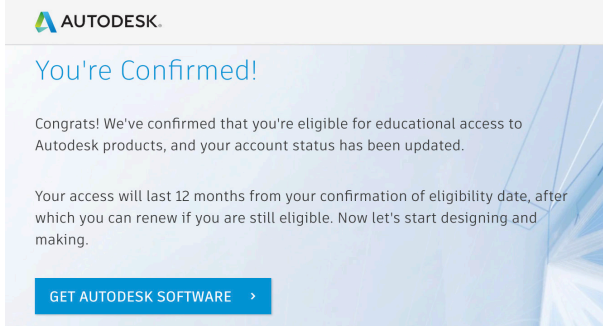 AUTODESK.
You're Confirmed!
Congrats! We've confirmed that you're eligible for educational access to
Autodesk products, and your account status has been updated.
Your access will last 12 months from your confirmation of eligibility date, after
which you can renew if you are still eligible. Now let's start designing and
making.
GET AUTODESK SOFTWARE >